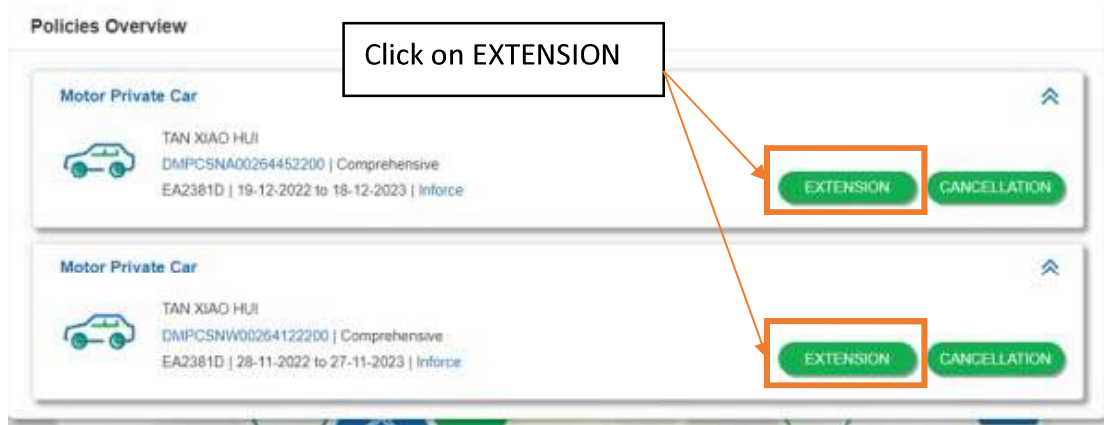 Policies Overview
Click on EXTENSION
Motor Private Car
TAN XIAO HUI
DMPCSNA00264452200 | Comprehensive
EA2381D | 19-12-2022 to 18-12-2023 | Inforce
EXTENSION
CANCELLATION
Motor Private Car
TAN XIAO HUI
DMPCSNW00264122200 | Comprehensive
EA2381D | 28-11-2022 to 27-11-2023 | Inforce
EXTENSION
CANCELLATION